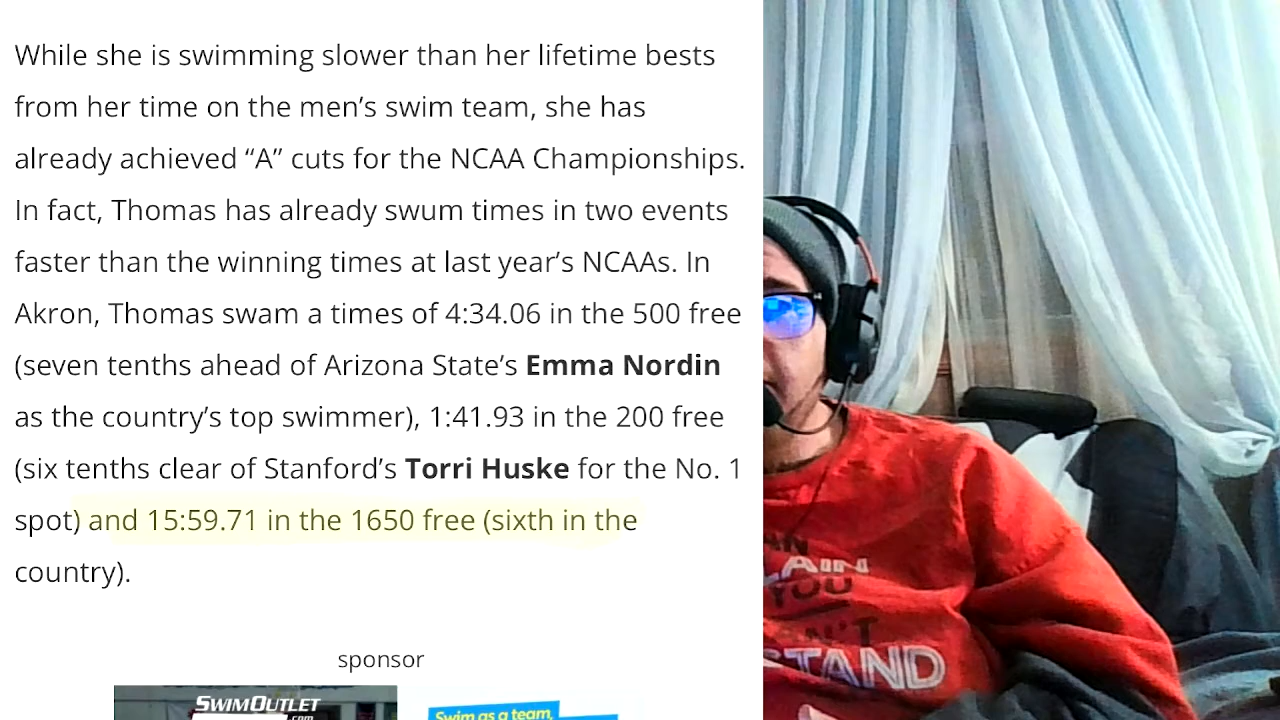 While she is swimming slower than her lifetime bests
from her time on the men’s swim team, she has
already achieved “A” cuts for the NCAA Championships.
In fact, Thomas has already swum times in two events
faster than the winning times at last year’s NCAAs. In
Akron, Thomas swam a times of 4:34.06 in the 500 free
(seven tenths ahead of Arizona State’s Emma Nordin
as the country’s top swimmer), 1:41.93 in the 200 free
(six tenths clear of Stanford’s Torri Huske for the No. 1
spot) and 15:59.71 in the 1650 free (sixth in the
country).
sponsor
SWIMOUTLET
.com
Swim as a team,
YOU